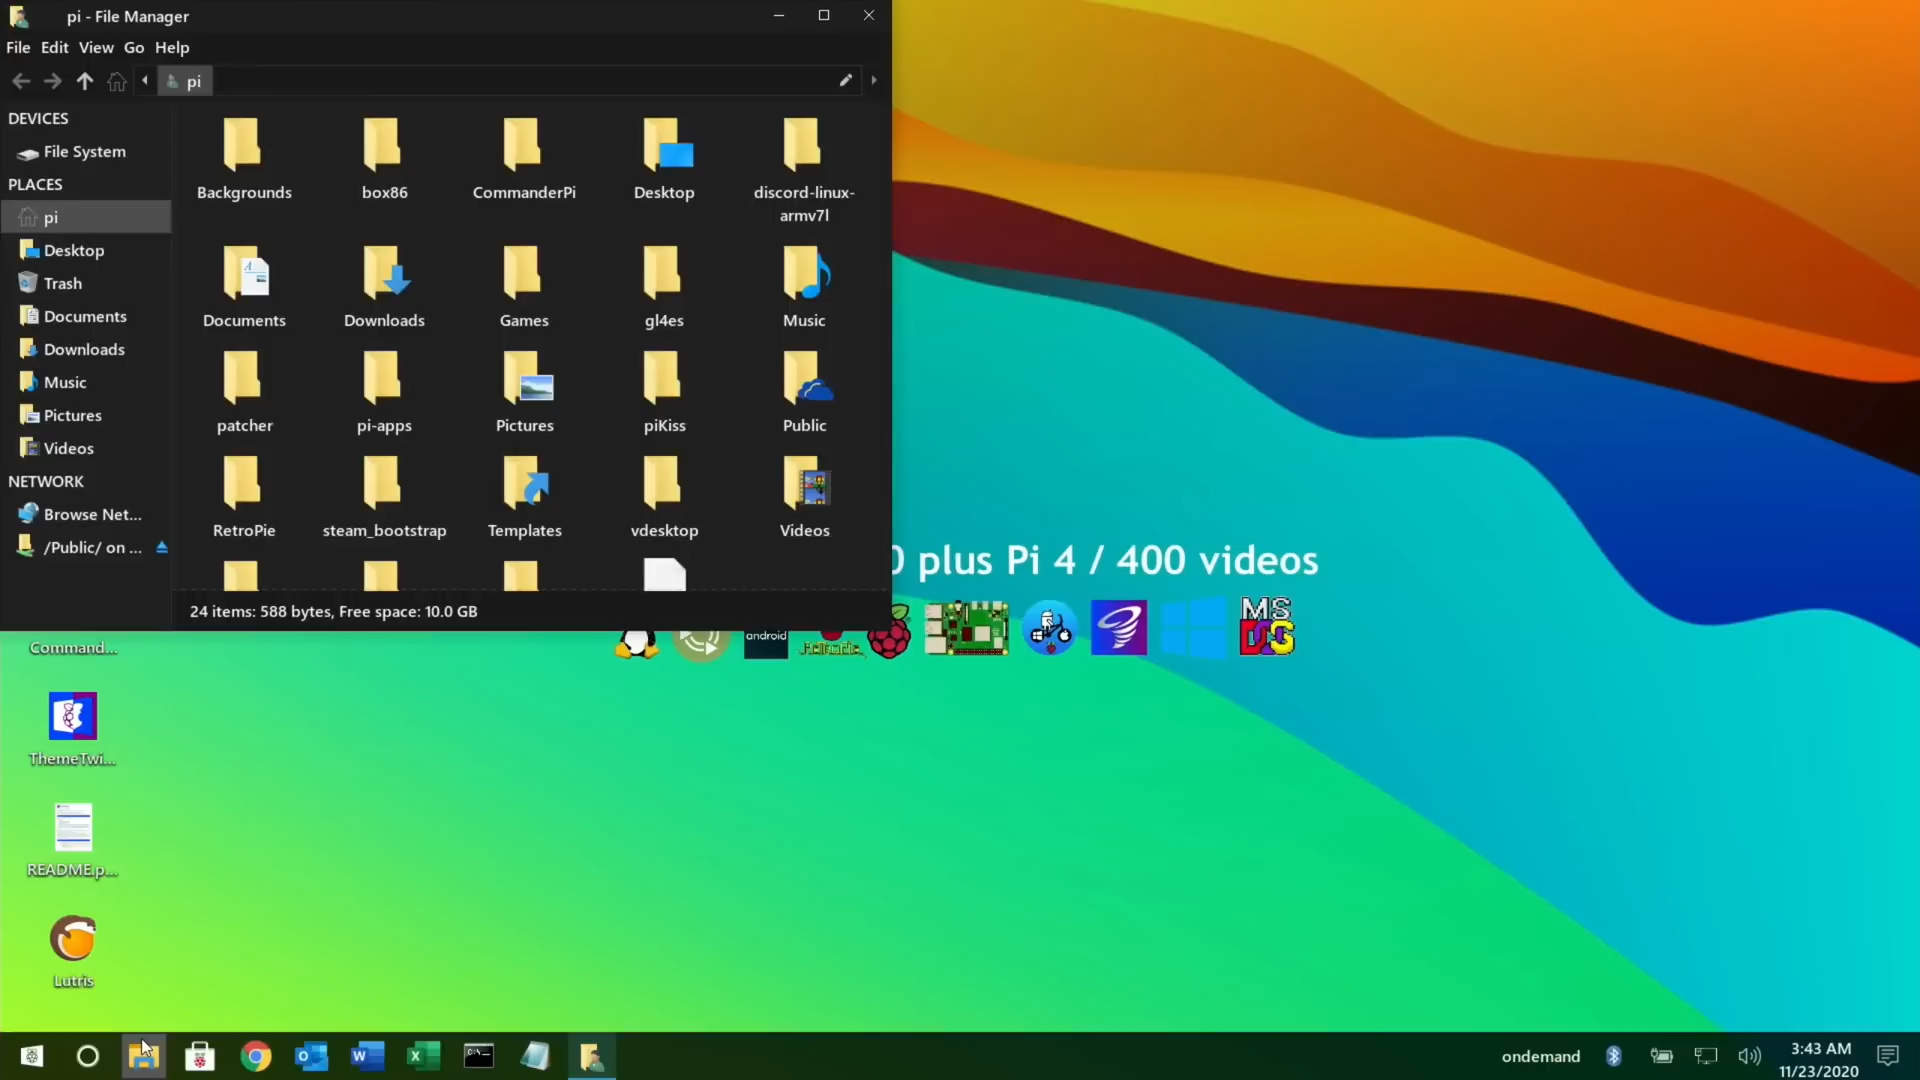 pi - File Manager
File Edit View Go Help
pi
DEVICES
File System
PLACES
pi
Desktop
Trash
Documents
Downloads
Music
Pictures
Videos
NETWORK
Browse Net...
/Public/ on ...
Backgrounds
box86
CommanderPi
Desktop
discord-linux-
armv7l
Documents
Downloads
Games
gl4es
Music
patcher
pi-apps
Pictures
piKiss
Public
RetroPie
steam_bootstrap
Templates
vdesktop
Videos
24 items: 588 bytes, Free space: 10.0 GB
plus Pi 4 / 400 videos
android
MS
DOS
Command...
ThemeTwi...
README.p...
Lutris
ondemand
3:43 AM
11/23/2020